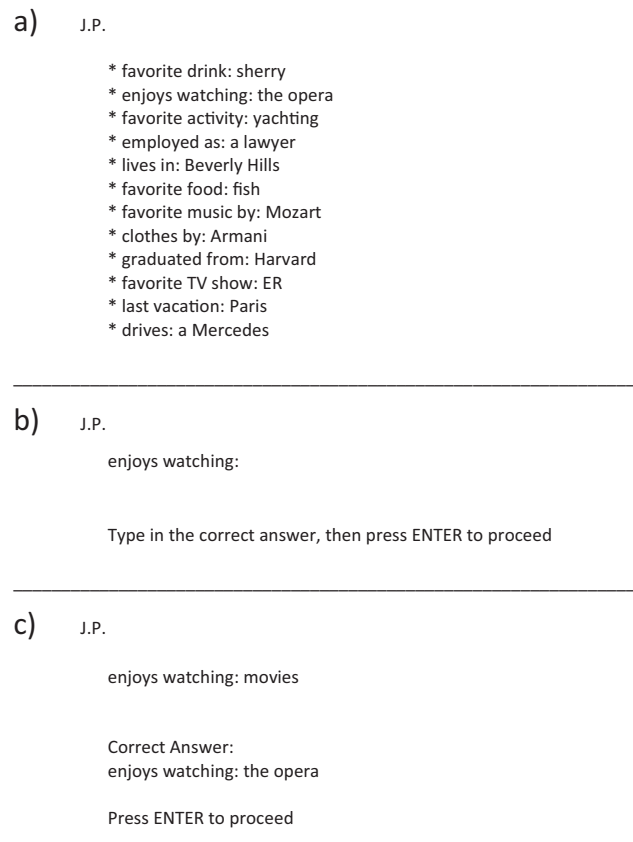 a) J.P.
* favorite drink: sherry
* enjoys watching: the opera
* favorite activity: yachting
* employed as: a lawyer
* lives in: Beverly Hills
* favorite food: fish
* favorite music by: Mozart
* clothes by: Armani
* graduated from: Harvard
* favorite TV show: ER
* last vacation: Paris
* drives: a Mercedes
b) J.P.
enjoys watching:
Type in the correct answer, then press ENTER to proceed
c) J.P.
enjoys watching: movies
Correct Answer:
enjoys watching: the opera
Press ENTER to proceed